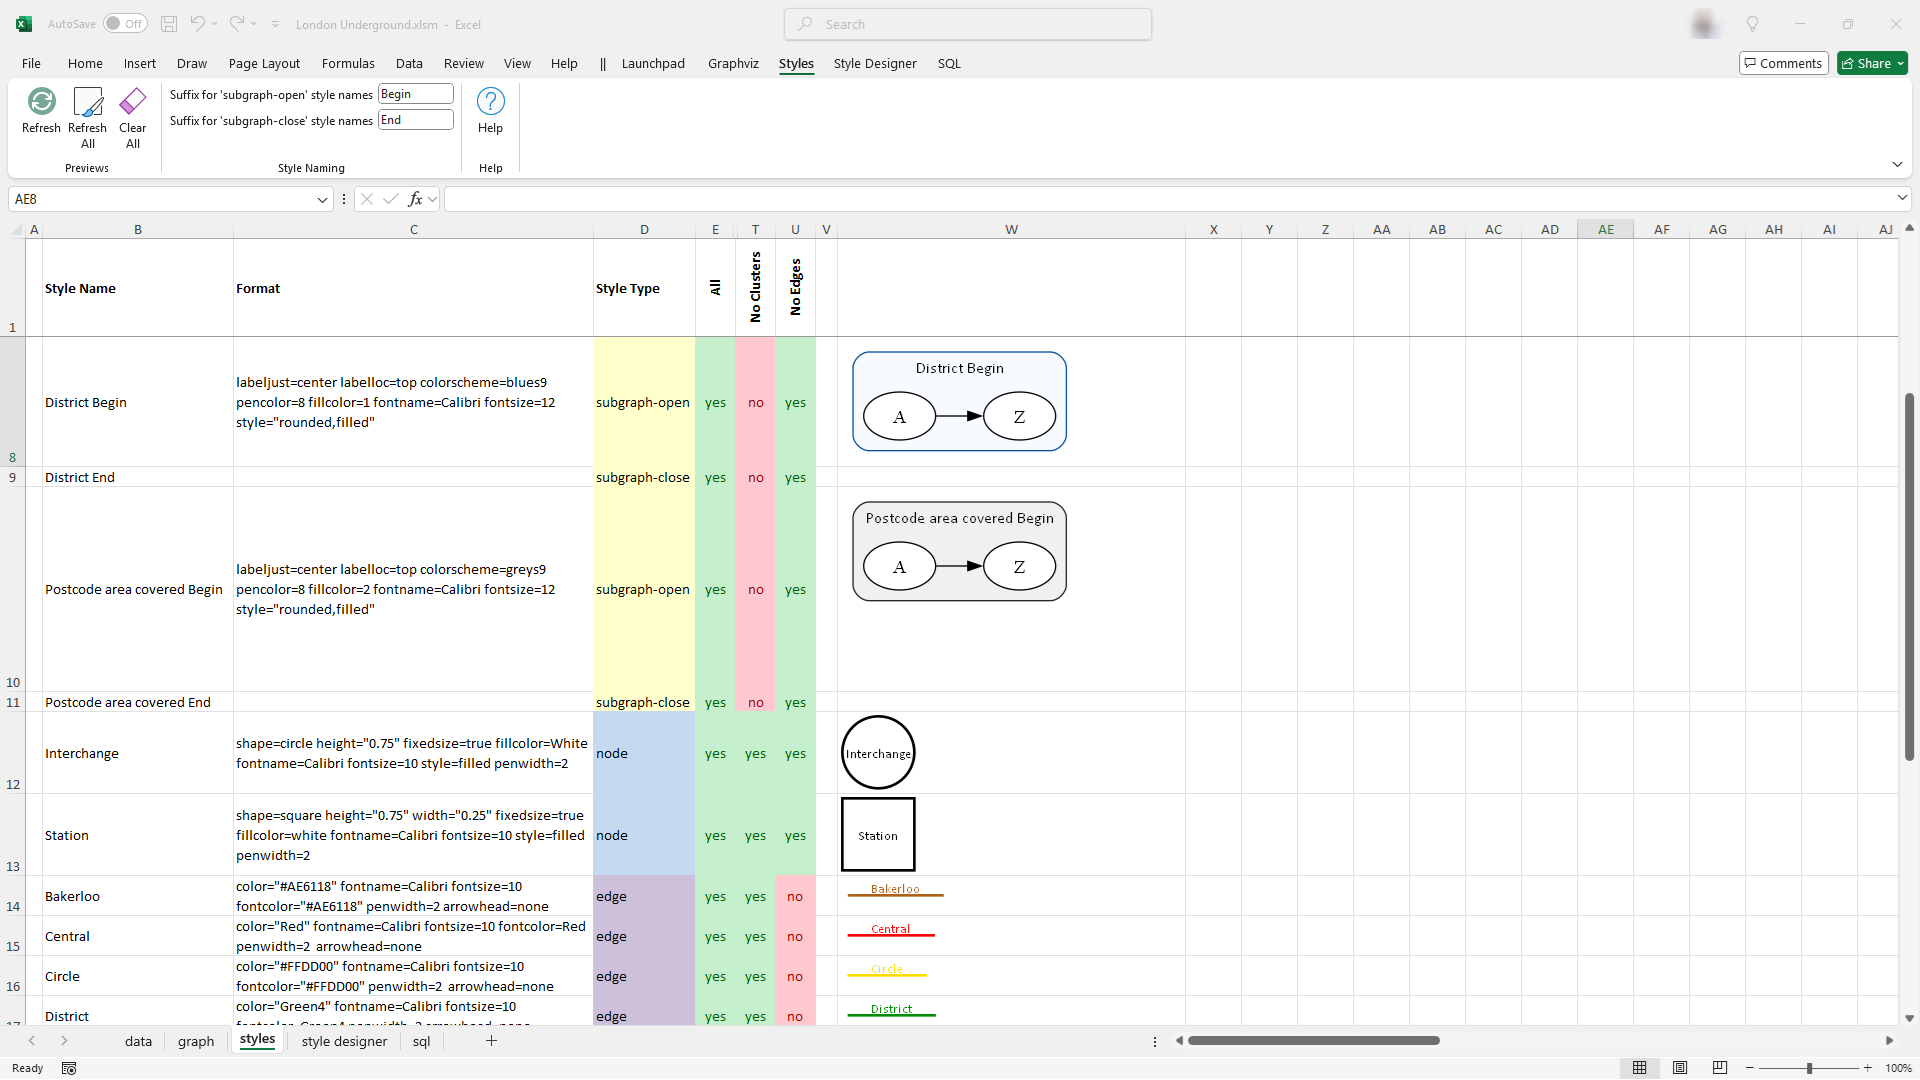 AutoSave Off London Underground.xlsm - Excel Search
File Home Insert Draw Page Layout Formulas Data Review View Help || Launchpad Graphviz Styles Style Designer SQL Comments Share
Refresh
Refresh All
Clear All
Previews
Suffix for 'subgraph-open' style names Begin
Suffix for 'subgraph-close' style names End
Style Naming
Help
Help
AE8 fx
A B C D E T U V W X Y Z AA AB AC AD AE AF AG AH AI AJ
1 Style Name Format Style Type All No Clusters No Edges
8 District Begin
labeljust=center labelloc=top colorscheme=blues9
pencolor=8 fillcolor=1 fontname=Calibri fontsize=12
style="rounded,filled"
subgraph-open yes no yes
District Begin
A Z
9 District End subgraph-close yes no yes
10 Postcode area covered Begin
labeljust=center labelloc=top colorscheme=greys9
pencolor=8 fillcolor=2 fontname=Calibri fontsize=12
style="rounded,filled"
subgraph-open yes no yes
Postcode area covered Begin
A Z
11 Postcode area covered End subgraph-close yes no yes
12 Interchange
shape=circle height="0.75" fixedsize=true fillcolor=White
fontname=Calibri fontsize=10 style=filled penwidth=2
node yes yes yes
Interchange
13 Station
shape=square height="0.75" width="0.25" fixedsize=true
fillcolor=white fontname=Calibri fontsize=10 style=filled
penwidth=2
node yes yes yes
Station
14 Bakerloo
color="#AE6118" fontname=Calibri fontsize=10
fontcolor="#AE6118" penwidth=2 arrowhead=none
edge yes yes no
Bakerloo
15 Central
color="Red" fontname=Calibri fontsize=10 fontcolor=Red
penwidth=2 arrowhead=none
edge yes yes no
Central
16 Circle
color="#FFDD00" fontname=Calibri fontsize=10
fontcolor="#FFDD00" penwidth=2 arrowhead=none
edge yes yes no
Circle
District
color="Green4" fontname=Calibri fontsize=10
edge yes yes no
District
data graph styles style designer sql
Ready 100%